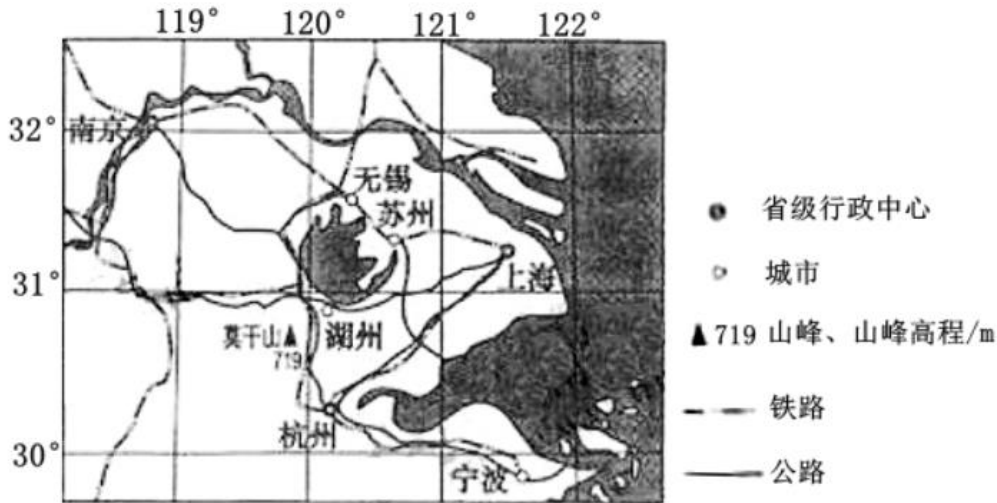 119° 120° 121° 122°
32°
南京
无锡
苏州
上海
31°
莫干山
719
湖州
杭州
30°
宁波
省级行政中心
城市
719 山峰、山峰高程/m
铁路
公路